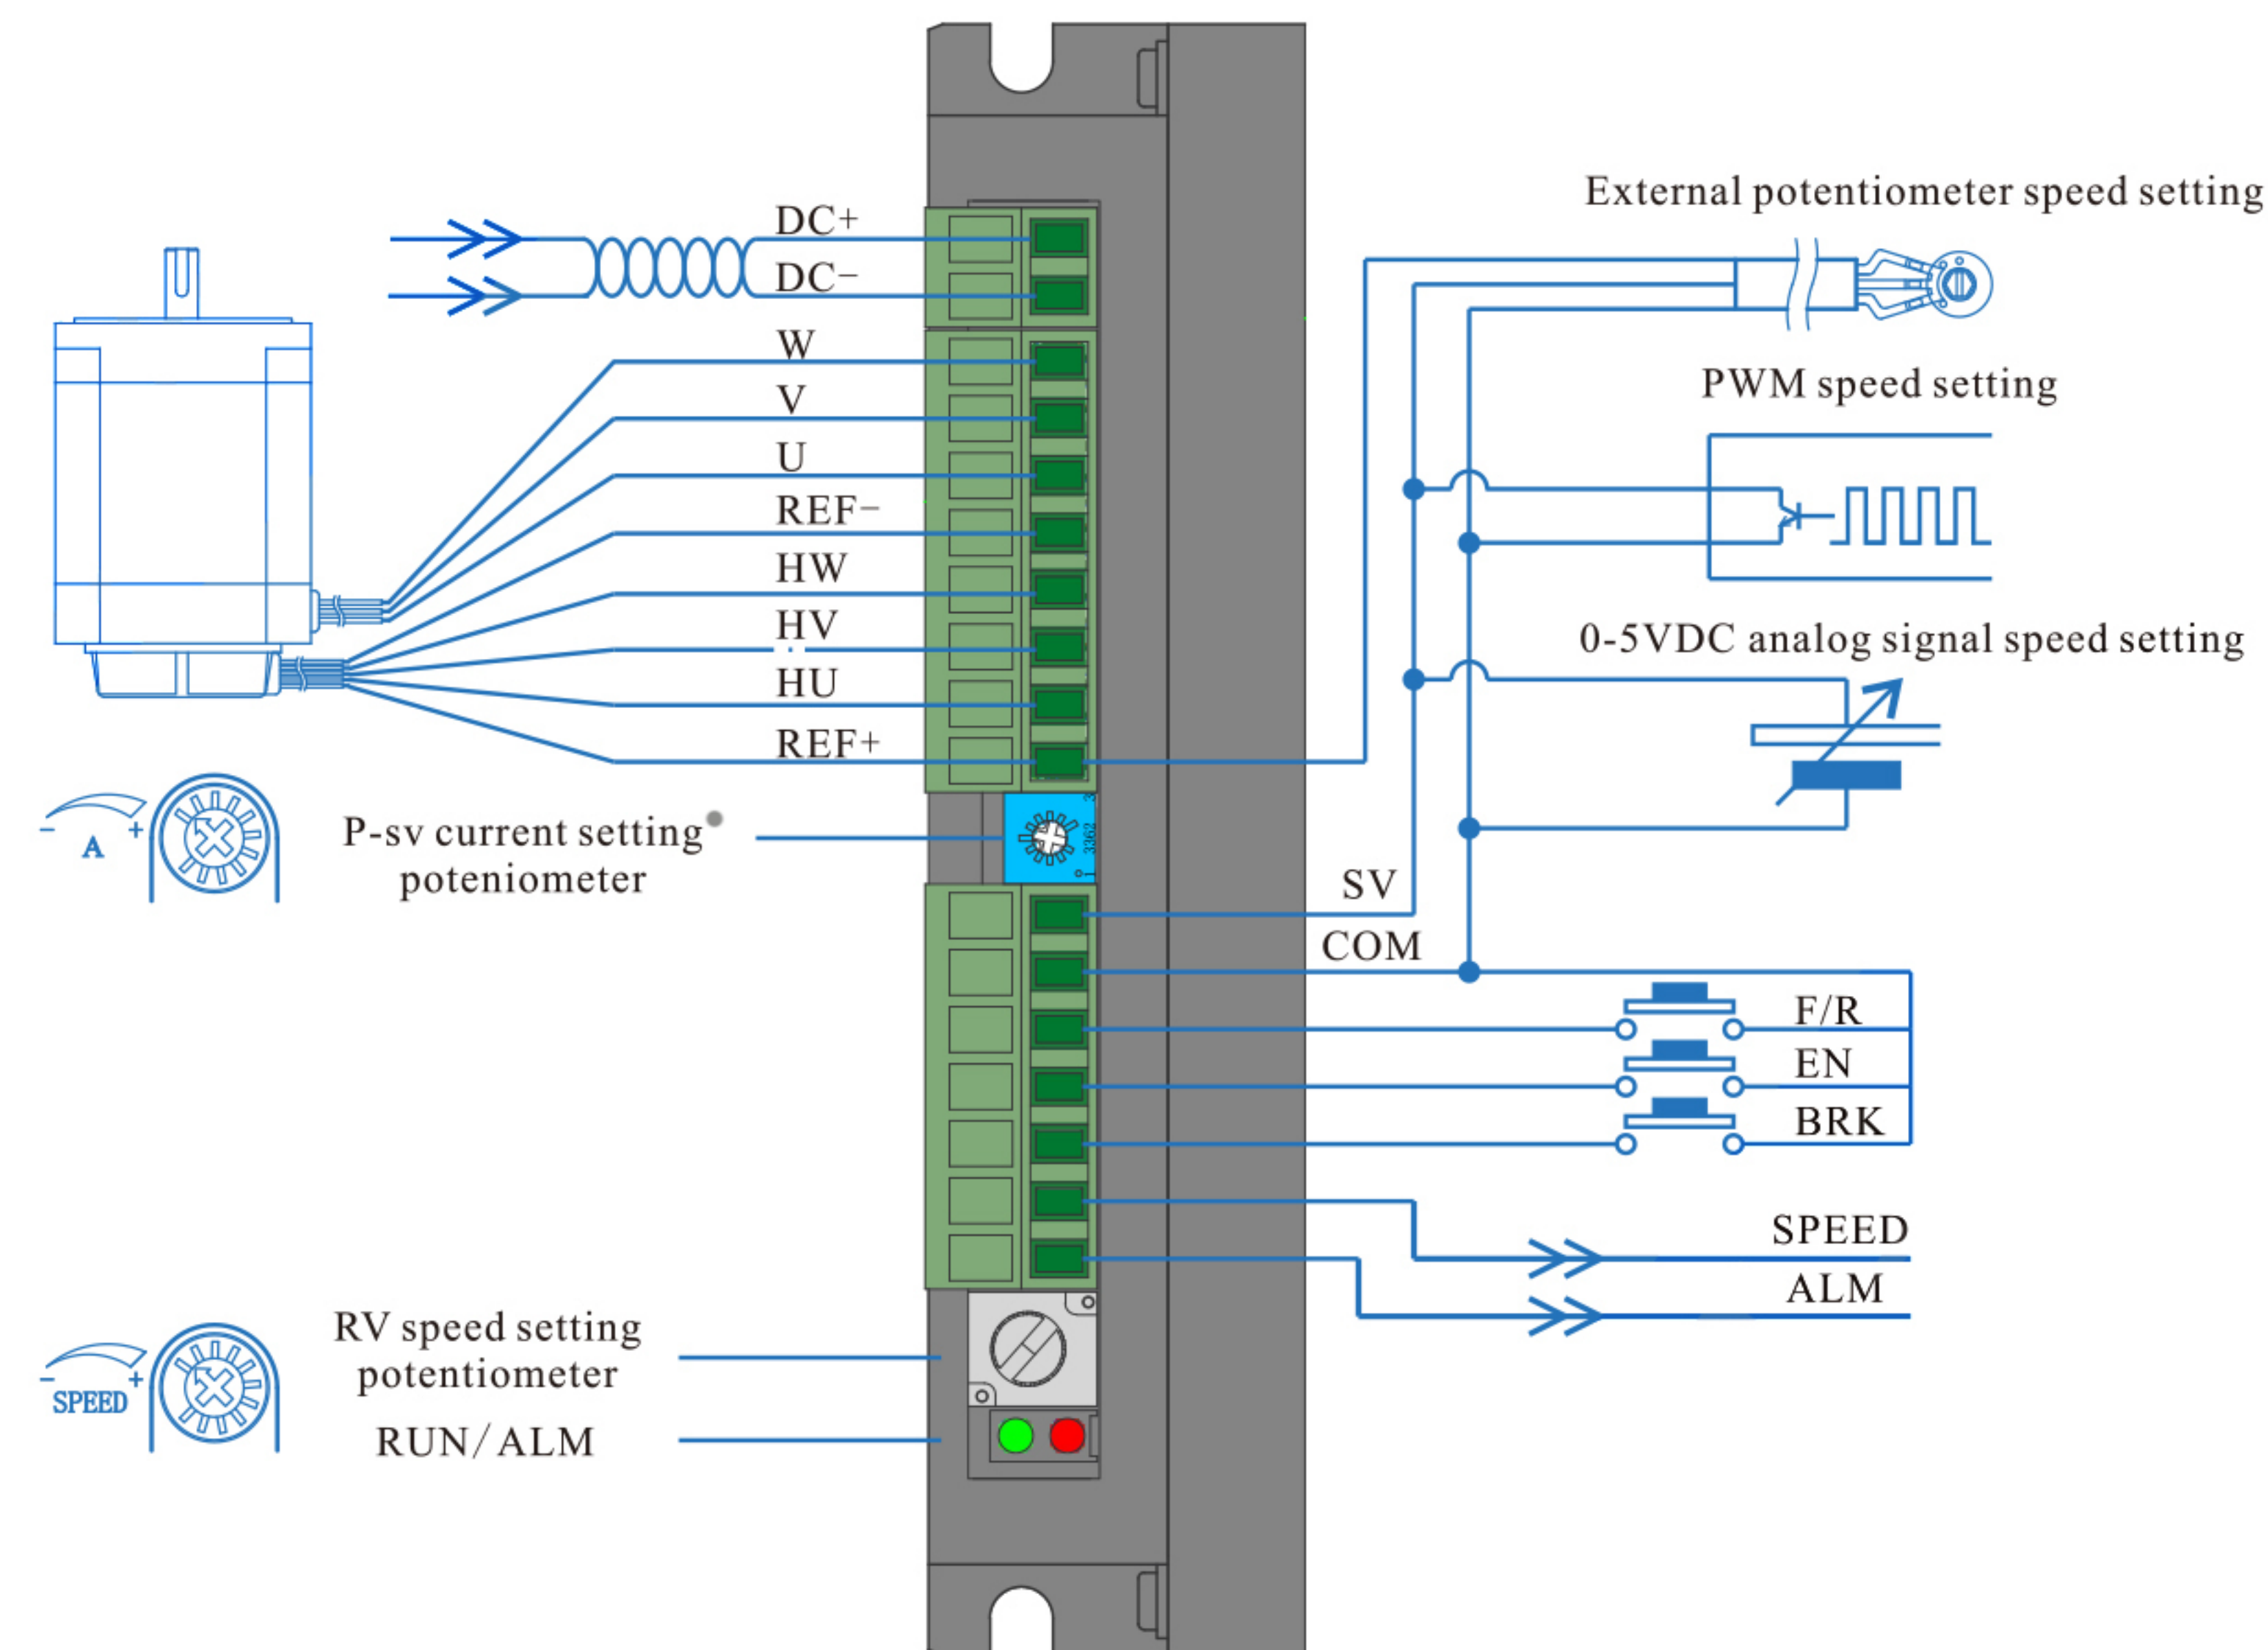 External potentiometer speed setting
DC+
DC-
W
V
U
REF-
HW
HV
HU
REF+
PWM speed setting
0-5VDC analog signal speed setting
- A +
P-sv current setting
poteniometer
3
3362
1
SV
COM
F/R
EN
BRK
SPEED
ALM
- SPEED +
RV speed setting
potentiometer
RUN/ALM